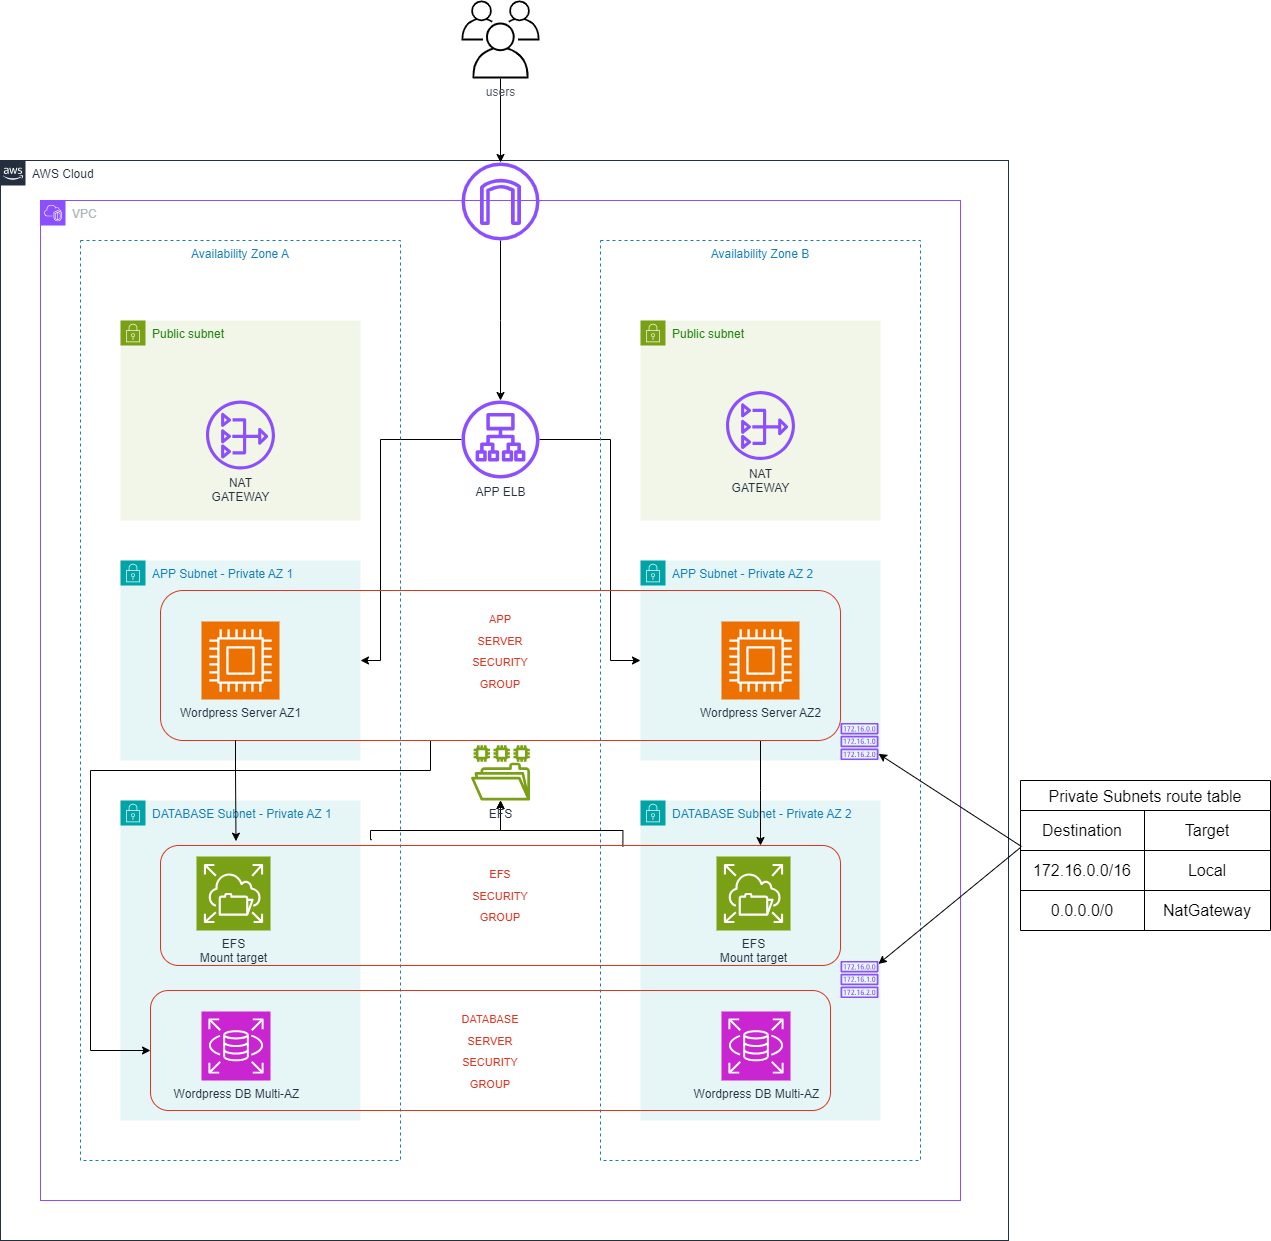 users
aws
AWS Cloud
VPC
Availability Zone A
Availability Zone B
Public subnet
Public subnet
NAT
GATEWAY
NAT
GATEWAY
APP ELB
APP Subnet - Private AZ 1
APP Subnet - Private AZ 2
APP
SERVER
SECURITY
GROUP
Wordpress Server AZ1
Wordpress Server AZ2
172.16.0.0
172.16.1.0
172.16.2.0
EFS
DATABASE Subnet - Private AZ 1
DATABASE Subnet - Private AZ 2
Private Subnets route table
Destination
Target
172.16.0.0/16
Local
0.0.0.0/0
NatGateway
EFS
SECURITY
GROUP
EFS
Mount target
EFS
Mount target
172.16.0.0
172.16.1.0
172.16.2.0
DATABASE
SERVER
SECURITY
GROUP
Wordpress DB Multi-AZ
Wordpress DB Multi-AZ